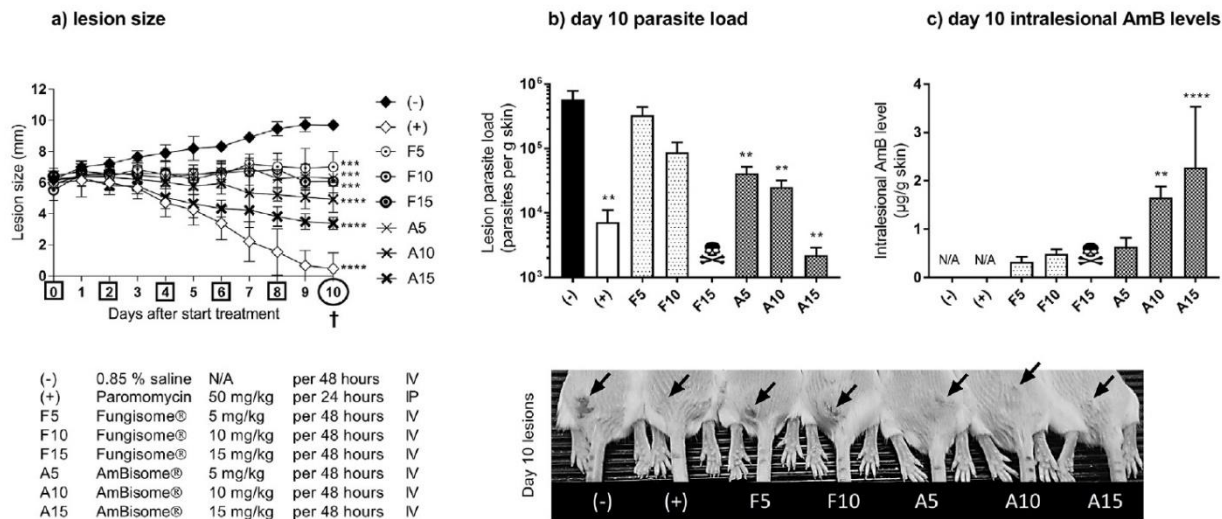 a) lesion size
b) day 10 parasite load
c) day 10 intralesional AmB levels
Lesion size (mm)
12
10
8
6
4
2
0
0 1 2 3 4 5 6 7 8 9 10
Days after start treatment
†
***
***
***
****
****
****
(-)
(+)
F5
F10
F15
A5
A10
A15
Lesion parasite load
(parasites per g skin)
10⁶
10⁵
10⁴
10³
**
**
**
**
(-) (+) F5 F10 F15 A5 A10 A15
Intralesional AmB level
(µg/g skin)
4
3
2
1
0
N/A N/A
**
****
(-) (+) F5 F10 F15 A5 A10 A15
(-) 0.85 % saline N/A per 48 hours IV
(+) Paromomycin 50 mg/kg per 24 hours IP
F5 Fungisome® 5 mg/kg per 48 hours IV
F10 Fungisome® 10 mg/kg per 48 hours IV
F15 Fungisome® 15 mg/kg per 48 hours IV
A5 AmBisome® 5 mg/kg per 48 hours IV
A10 AmBisome® 10 mg/kg per 48 hours IV
A15 AmBisome® 15 mg/kg per 48 hours IV
Day 10 lesions
(-) (+) F5 F10 A5 A10 A15